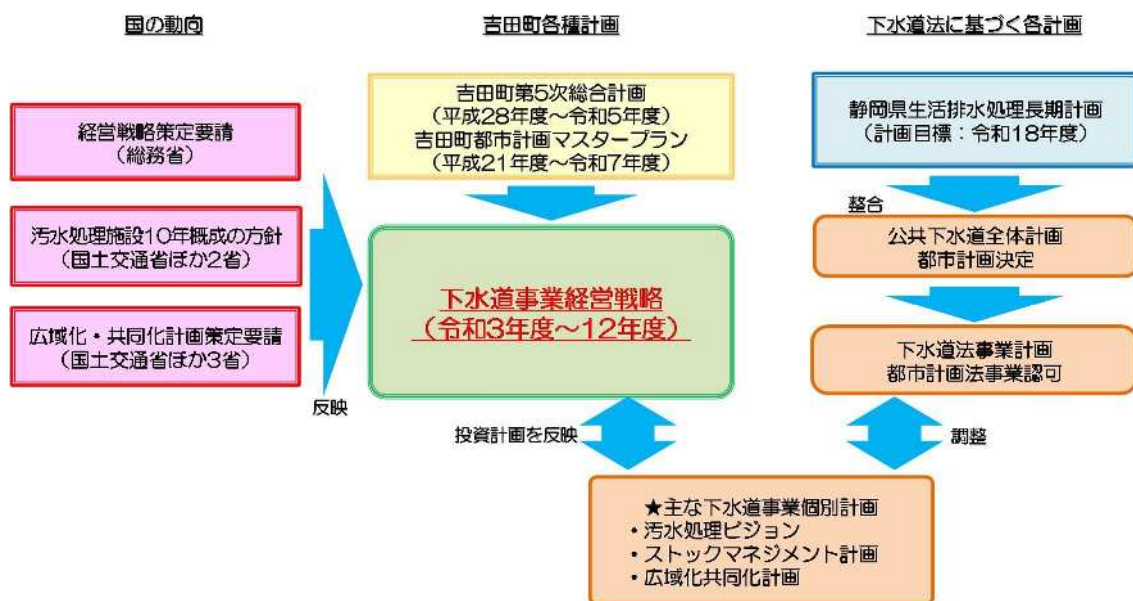 国の動向
吉田町各種計画
下水道法に基づく各計画
経営戦略策定要請
(総務省)
汚水処理施設10年概成の方針
(国土交通省ほか2省)
広域化・共同化計画策定要請
(国土交通省ほか3省)
反映
吉田町第5次総合計画
(平成28年度～令和5年度)
吉田町都市計画マスタープラン
(平成21年度～令和7年度)
下水道事業経営戦略
(令和3年度～12年度)
投資計画を反映
静岡県生活排水処理長期計画
(計画目標：令和18年度)
整合
公共下水道全体計画
都市計画決定
下水道法事業計画
都市計画法事業認可
調整
★主な下水道事業個別計画
・汚水処理ビジョン
・ストックマネジメント計画
・広域化共同化計画